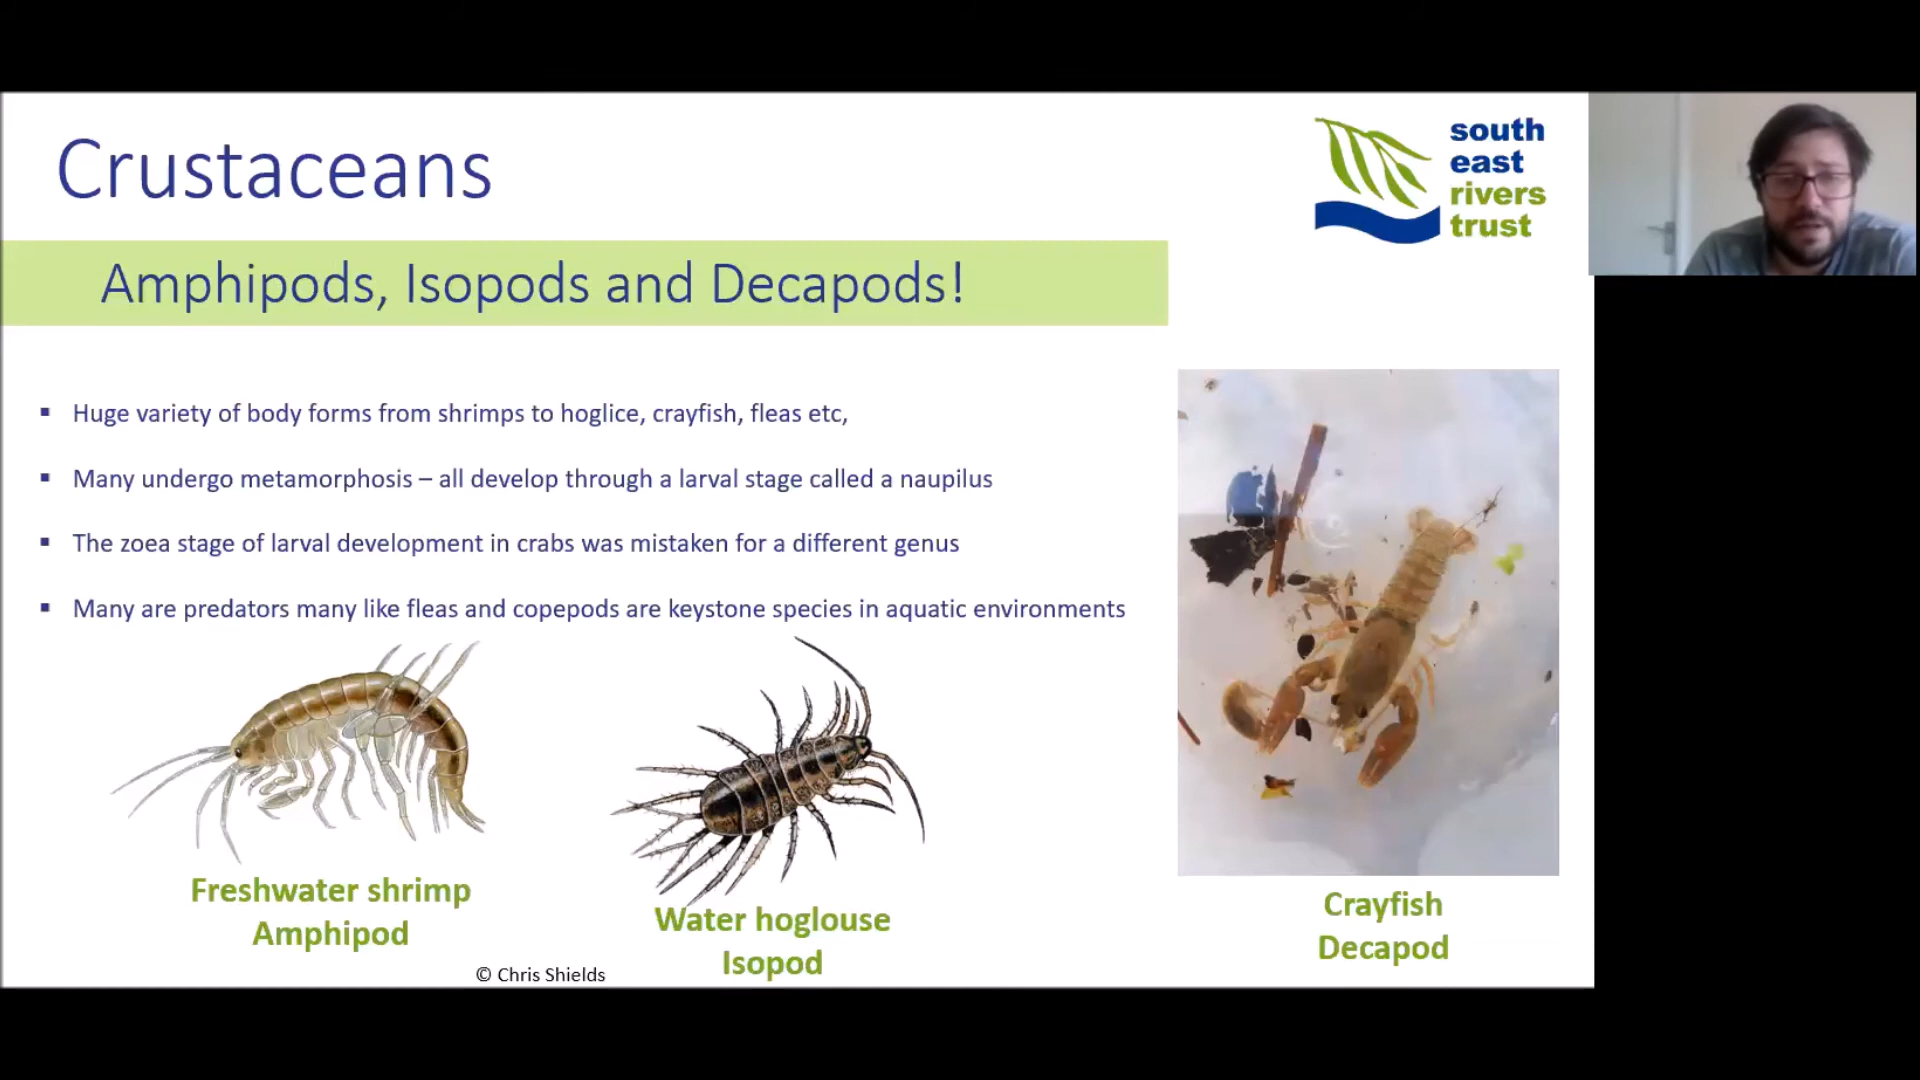 Crustaceans
south
east
rivers
trust
Amphipods, Isopods and Decapods!
▪ Huge variety of body forms from shrimps to hoglice, crayfish, fleas etc,
▪ Many undergo metamorphosis – all develop through a larval stage called a naupilus
▪ The zoea stage of larval development in crabs was mistaken for a different genus
▪ Many are predators many like fleas and copepods are keystone species in aquatic environments
Freshwater shrimp
Amphipod
Water hoglouse
Isopod
Crayfish
Decapod
© Chris Shields